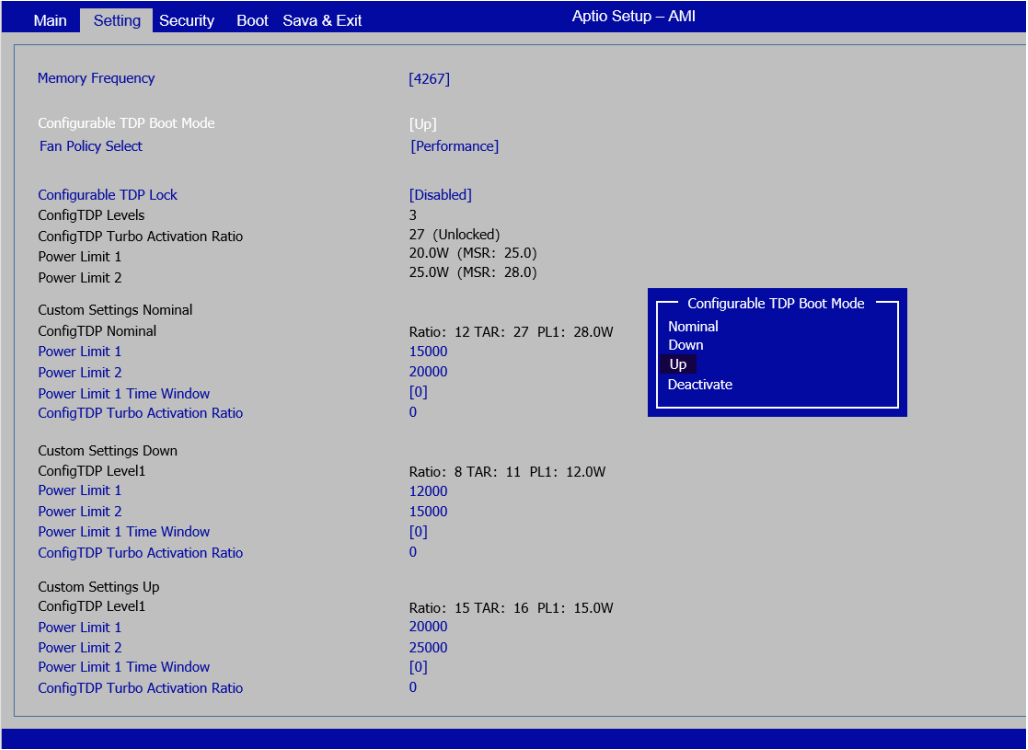 Main Setting Security Boot Sava & Exit Aptio Setup – AMI
Memory Frequency [4267]
Configurable TDP Boot Mode [Up]
Fan Policy Select [Performance]
Configurable TDP Lock [Disabled]
ConfigTDP Levels 3
ConfigTDP Turbo Activation Ratio 27 (Unlocked)
Power Limit 1 20.0W (MSR: 25.0)
Power Limit 2 25.0W (MSR: 28.0)
Custom Settings Nominal
ConfigTDP Nominal Ratio: 12 TAR: 27 PL1: 28.0W
Power Limit 1 15000
Power Limit 2 20000
Power Limit 1 Time Window [0]
ConfigTDP Turbo Activation Ratio 0
Custom Settings Down
ConfigTDP Level1 Ratio: 8 TAR: 11 PL1: 12.0W
Power Limit 1 12000
Power Limit 2 15000
Power Limit 1 Time Window [0]
ConfigTDP Turbo Activation Ratio 0
Custom Settings Up
ConfigTDP Level1 Ratio: 15 TAR: 16 PL1: 15.0W
Power Limit 1 20000
Power Limit 2 25000
Power Limit 1 Time Window [0]
ConfigTDP Turbo Activation Ratio 0
Configurable TDP Boot Mode
Nominal
Down
Up
Deactivate